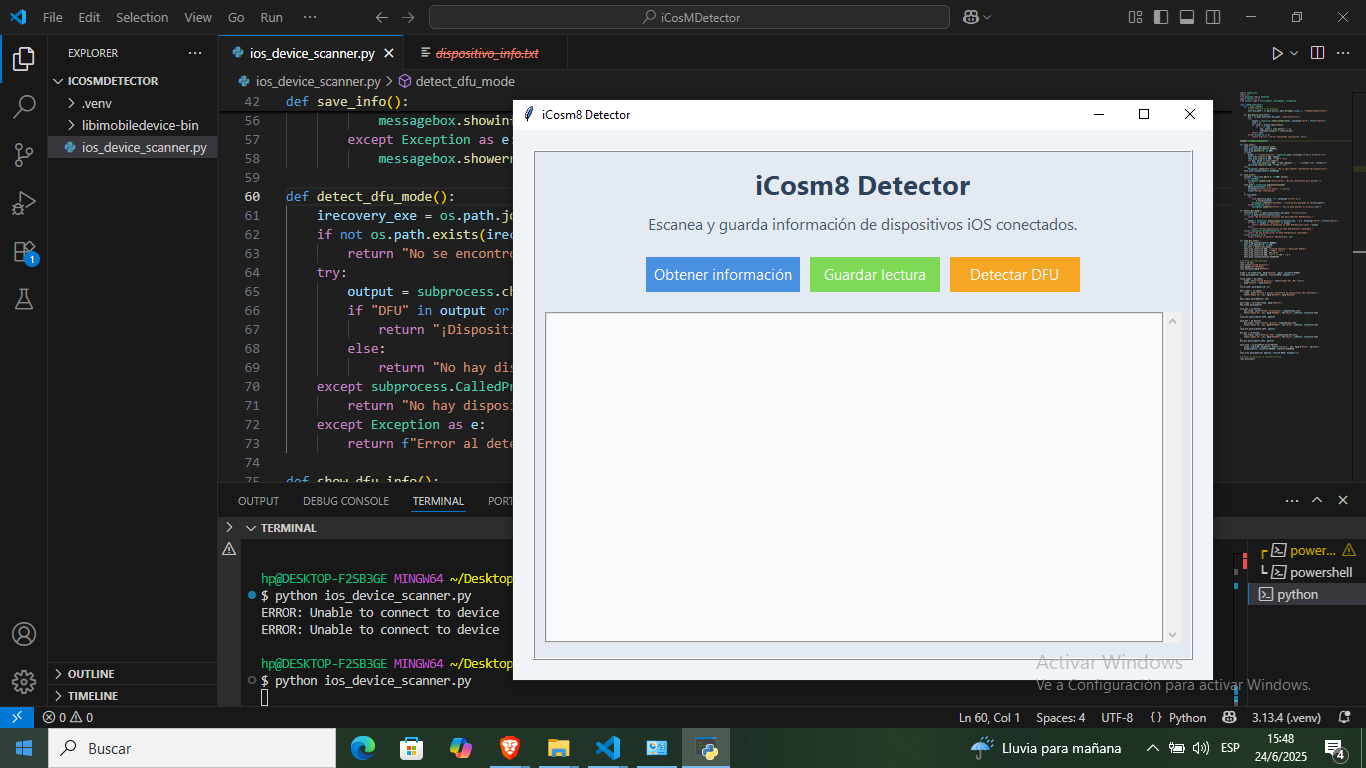 File Edit Selection View Go Run ···
iCosMDetector
EXPLORER
ICOSMDETECTOR
.venv
libimobiledevice-bin
ios_device_scanner.py
OUTLINE
TIMELINE
ios_device_scanner.py
dispositivo_info.txt
ios_device_scanner.py > detect_dfu_mode
42 def save_info():
56 messagebox.showinf
57 except Exception as e:
58 messagebox.showerr
59
60 def detect_dfu_mode():
61 irecovery_exe = os.path.jo
62 if not os.path.exists(irec
63 return "No se encontró
64 try:
65 output = subprocess.ch
66 if "DFU" in output or
67 return "¡Dispositi
68 else:
69 return "No hay dis
70 except subprocess.CalledPr
71 return "No hay disposi
72 except Exception as e:
73 return f"Error al dete
74
75 def show_dfu_info():
iCosm8 Detector
iCosm8 Detector
Escanea y guarda información de dispositivos iOS conectados.
Obtener información
Guardar lectura
Detectar DFU
OUTPUT DEBUG CONSOLE TERMINAL POR
TERMINAL
hp@DESKTOP-F2SB3GE MINGW64 ~/Desktop
$ python ios_device_scanner.py
ERROR: Unable to connect to device
ERROR: Unable to connect to device
hp@DESKTOP-F2SB3GE MINGW64 ~/Desktop
$ python ios_device_scanner.py
power...
powershell
python
Activar Windows
Ve a Configuración para activar Windows.
1
0 0
Ln 60, Col 1 Spaces: 4 UTF-8 {} Python 3.13.4 (.venv)
Buscar
Lluvia para mañana
ESP
15:48
24/6/2025
4